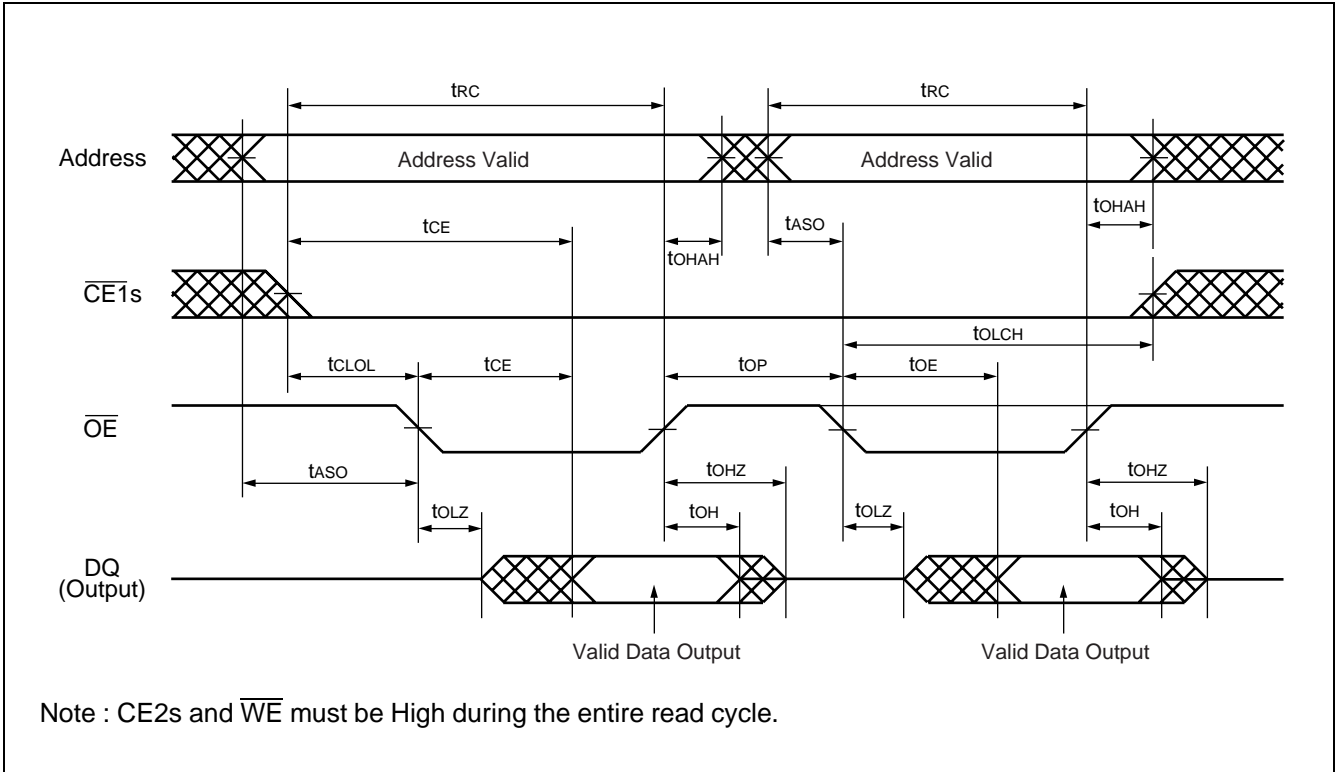 tRC tRC
Address Address Valid Address Valid
tOHAH
tCE tASO
tOHAH
CE1s
tOLCH
tCLOL tCE tOP tOE
OE
tASO tOHZ tOHZ
tOLZ tOH tOLZ tOH
DQ
(Output)
Valid Data Output Valid Data Output
Note : CE2s and WE must be High during the entire read cycle.